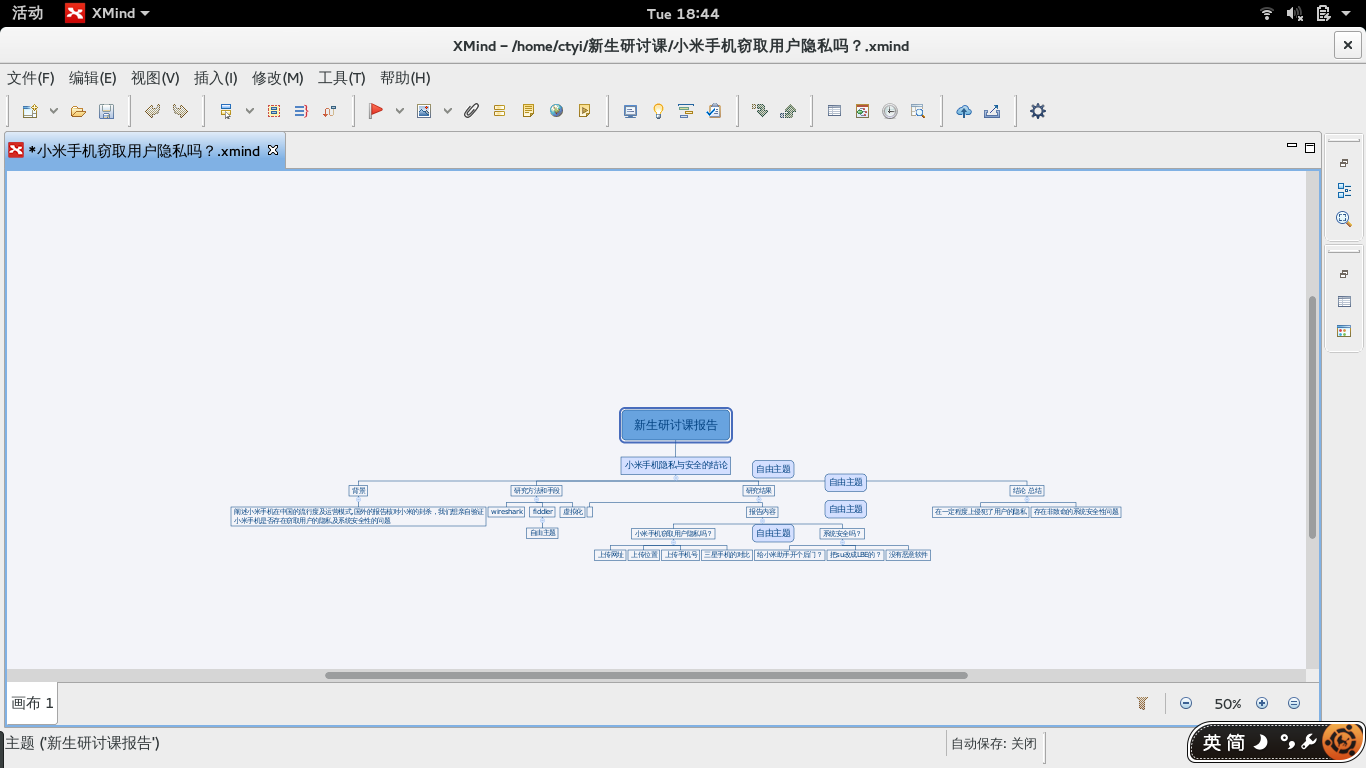 活动 XMind Tue 18:44
XMind – /home/ctyi/新生研讨课/小米手机窃取用户隐私吗？.xmind
文件(F) 编辑(E) 视图(V) 插入(I) 修改(M) 工具(T) 帮助(H)
*小米手机窃取用户隐私吗？.xmind
新生研讨课报告
小米手机隐私与安全的结论
自由主题
自由主题
背景 研究方法和手段 研究结果 结论 总结
阐述小米手机在中国的流行度及运营模式,国外的报告核对小米的封杀，我们想亲自验证
小米手机是否存在窃取用户的隐私及系统安全性的问题
wireshark fiddler 虚拟化 报告内容 自由主题 在一定程度上侵犯了用户的隐私 存在非致命的系统安全性问题
自由主题 小米手机窃取用户隐私吗？ 自由主题 系统安全吗？
上传网址 上传位置 上传手机号 三星手机的对比 给小米助手开个后门？ 把su改成LBE的？ 没有恶意软件
画布 1
50%
主题 ('新生研讨课报告')
自动保存: 关闭
英 简